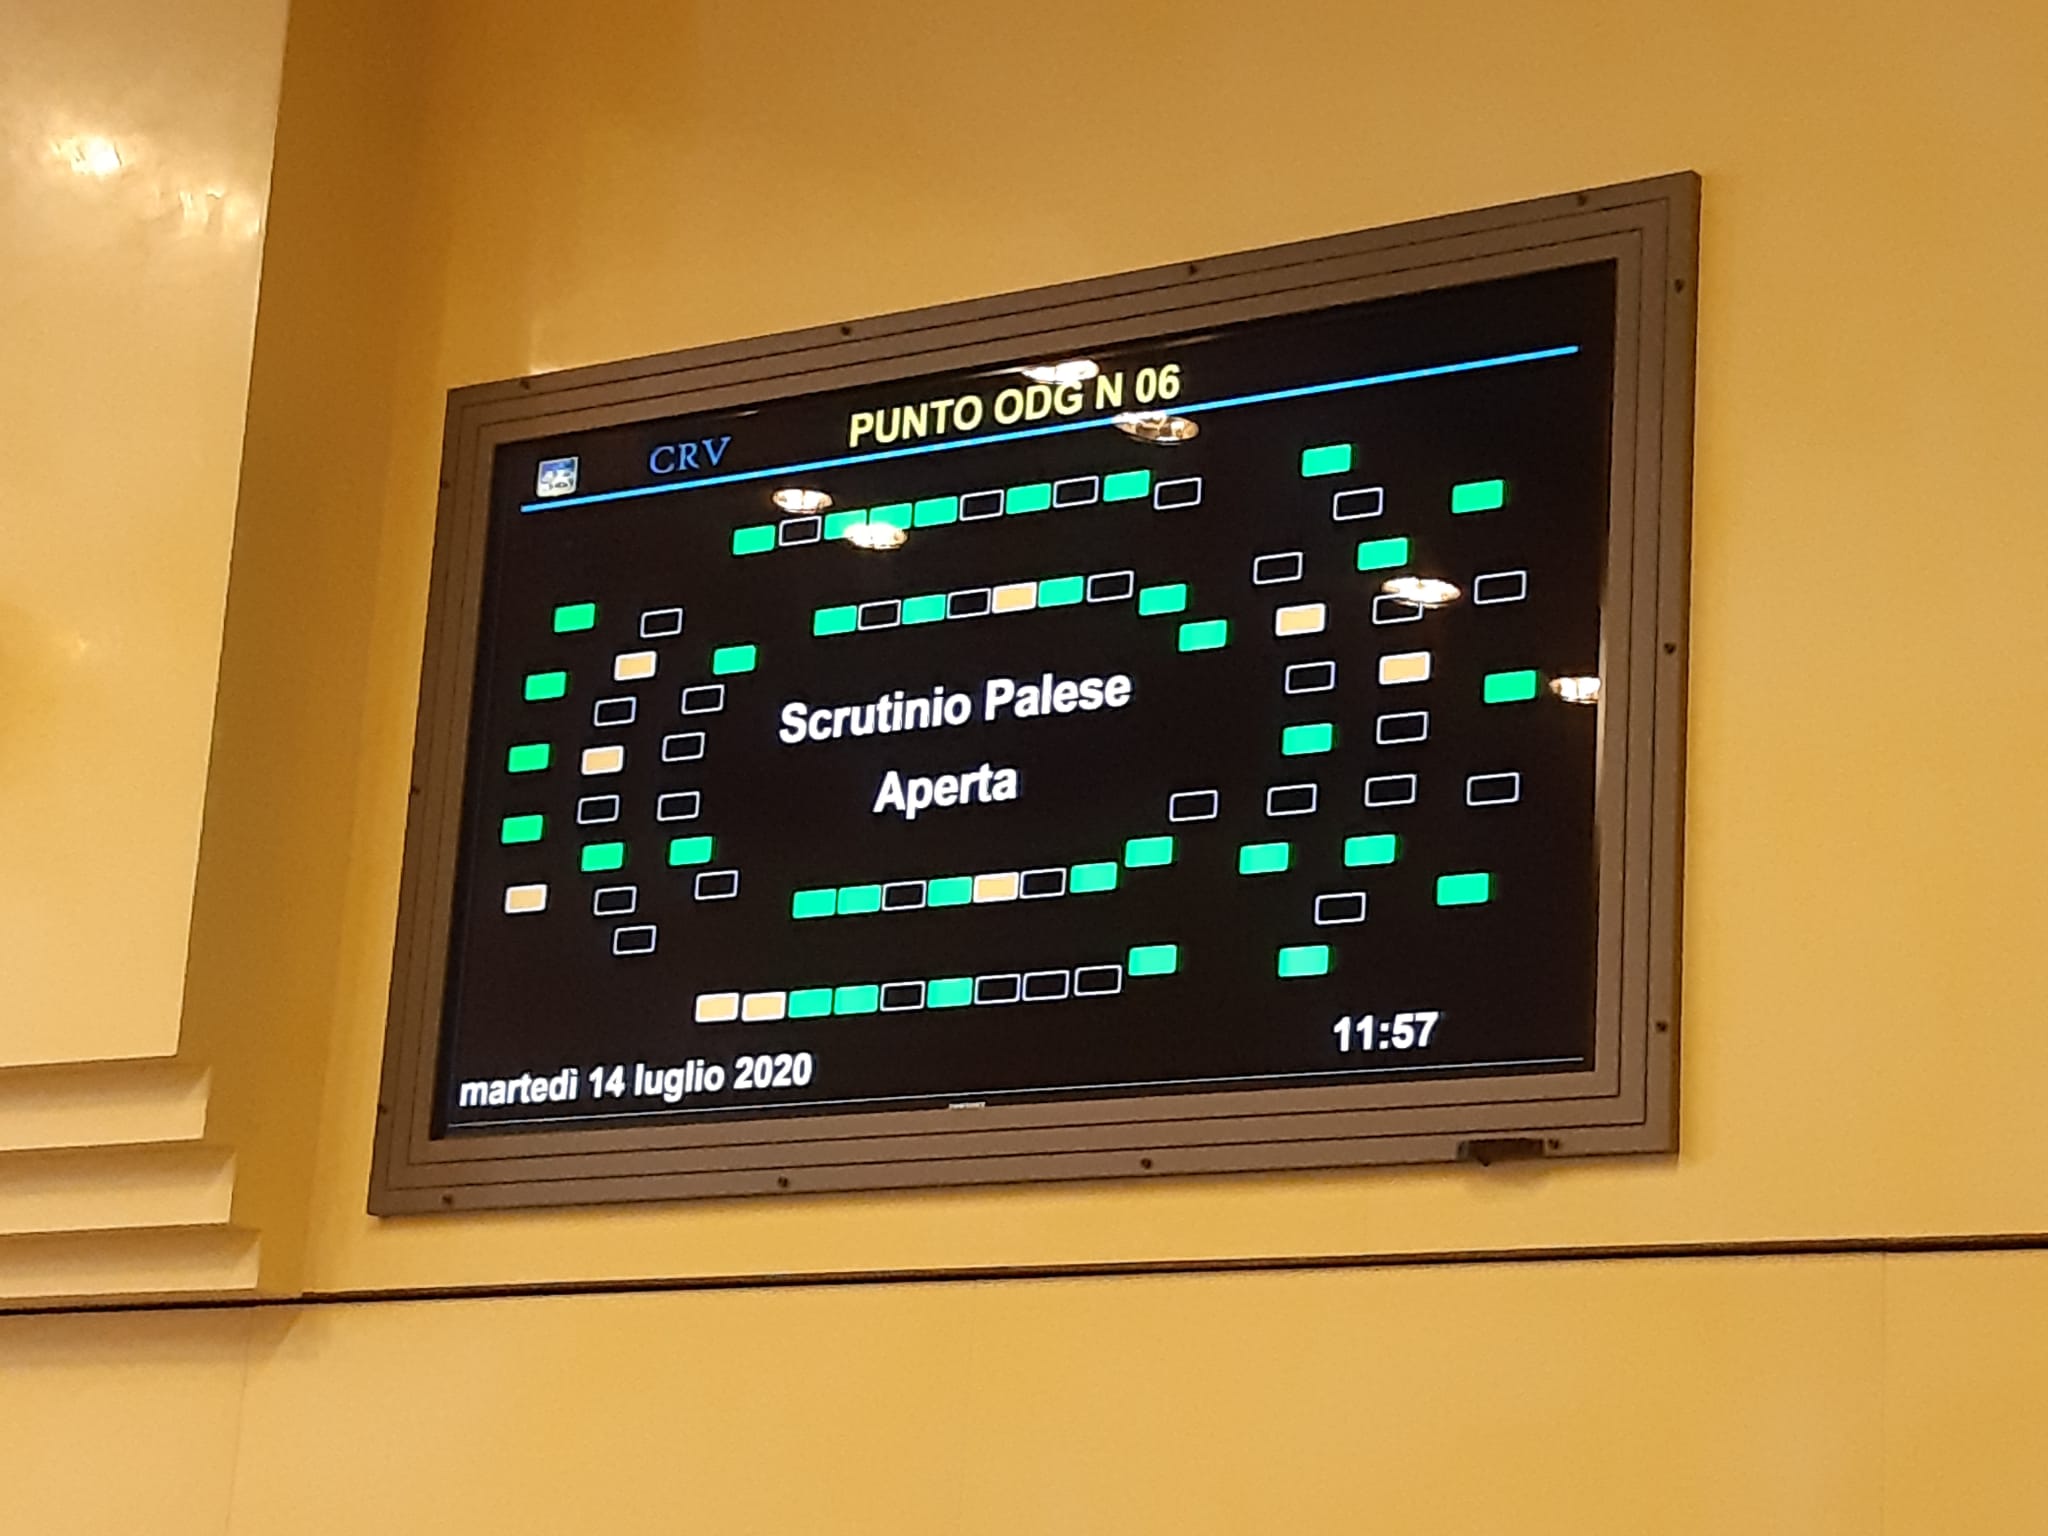 PUNTO ODG N 06
CRV
Scrutinio Palese
Aperta
11:57
martedì 14 luglio 2020